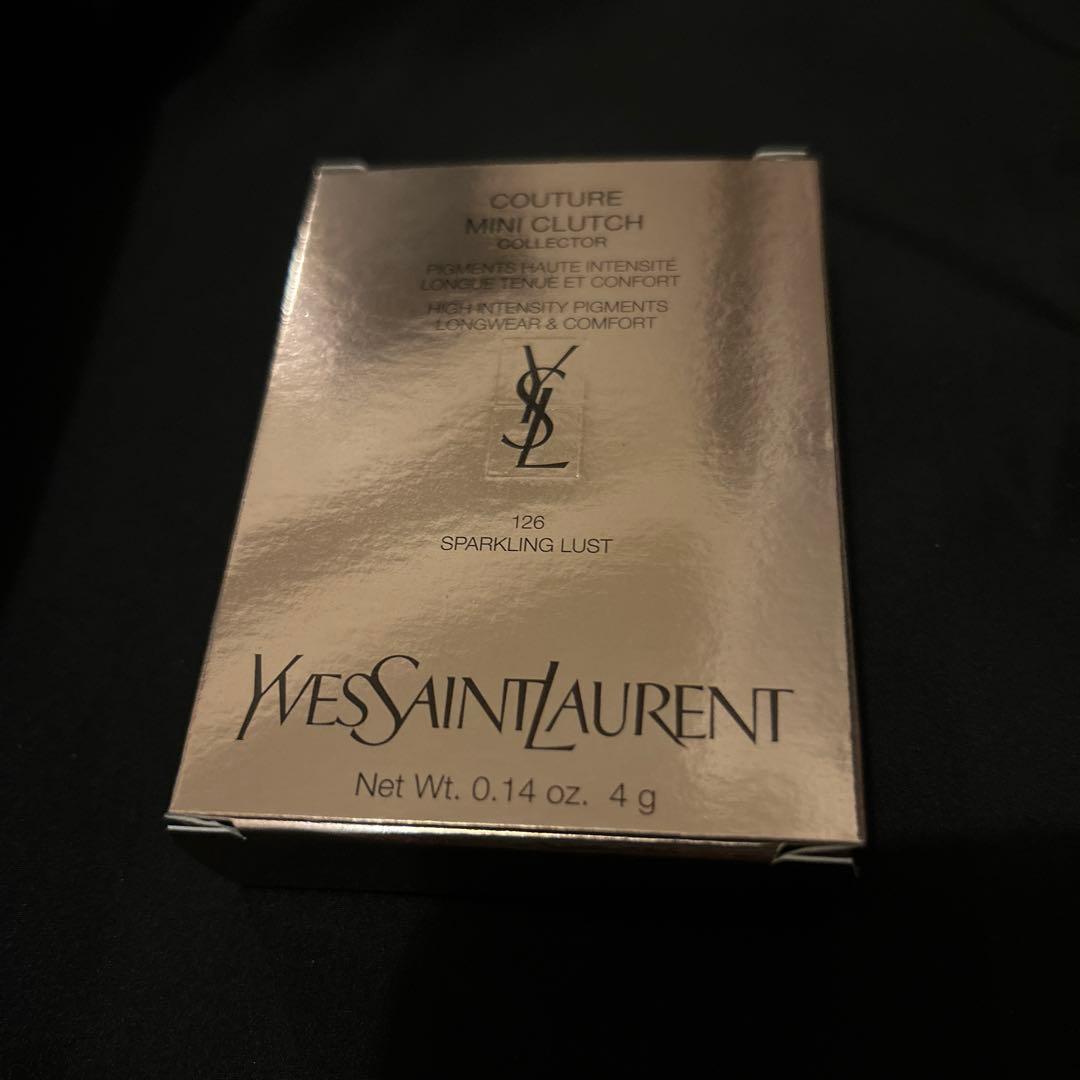 COUTURE
MINI CLUTCH
COLLECTOR
PIGMENTS HAUTE INTENSITÉ
LONGUE TENUE ET CONFORT
HIGH INTENSITY PIGMENTS
LONGWEAR & COMFORT
YSL
126
SPARKLING LUST
YVESSAINTLAURENT
Net Wt. 0.14 oz. 4 g